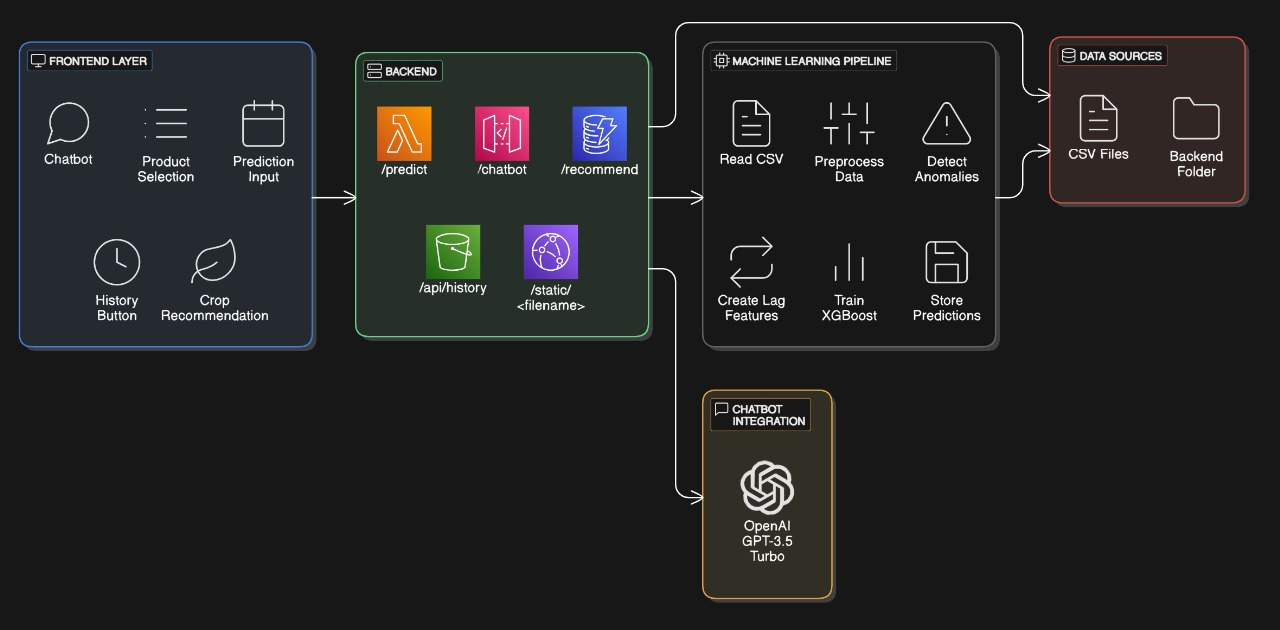 FRONTEND LAYER
Chatbot
Product
Selection
Prediction
Input
History
Button
Crop
Recommendation
BACKEND
/predict
/chatbot
/recommend
/api/history
/static/
<filename>
MACHINE LEARNING PIPELINE
Read CSV
Preprocess
Data
Detect
Anomalies
Create Lag
Features
Train
XGBoost
Store
Predictions
DATA SOURCES
CSV Files
Backend
Folder
CHATBOT
INTEGRATION
OpenAI
GPT-3.5
Turbo